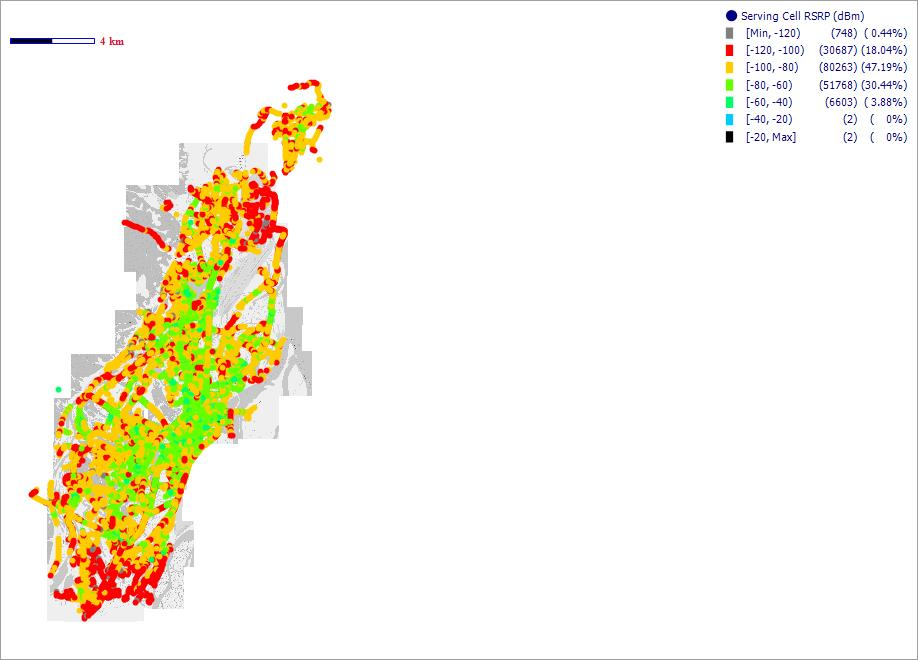 4 km
Serving Cell RSRP (dBm)
[Min, -120) (748) ( 0.44%)
[-120, -100) (30687) (18.04%)
[-100, -80) (80263) (47.19%)
[-80, -60) (51768) (30.44%)
[-60, -40) (6603) ( 3.88%)
[-40, -20) (2) ( 0%)
[-20, Max] (2) ( 0%)